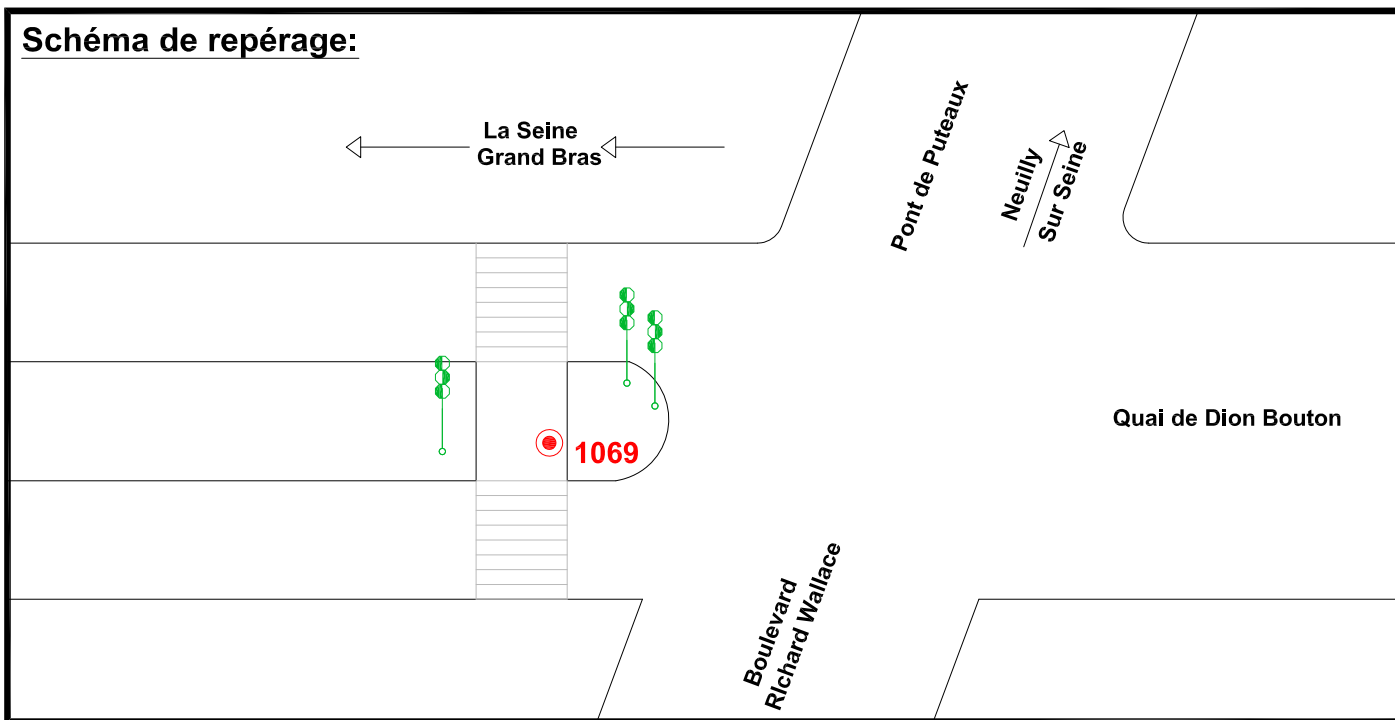 Schéma de repérage:
La Seine
Grand Bras
Pont de Puteaux
Neuilly
Sur Seine
Quai de Dion Bouton
1069
Boulevard
RIchard Wallace